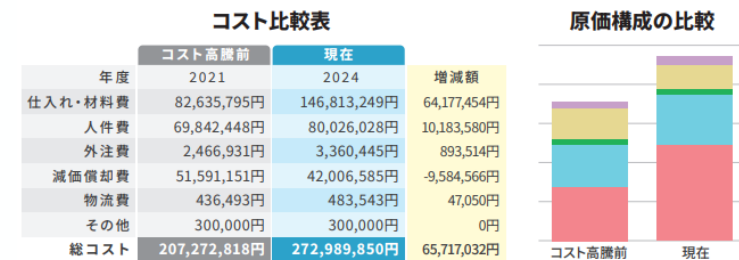 コスト比較表
コスト高騰前 現在
年度 2021 2024 増減額
仕入れ・材料費 82,635,795円 146,813,249円 64,177,454円
人件費 69,842,448円 80,026,028円 10,183,580円
外注費 2,466,931円 3,360,445円 893,514円
減価償却費 51,591,151円 42,006,585円 -9,584,566円
物流費 436,493円 483,543円 47,050円
その他 300,000円 300,000円 0円
総コスト 207,272,818円 272,989,850円 65,717,032円
原価構成の比較
コスト高騰前 現在